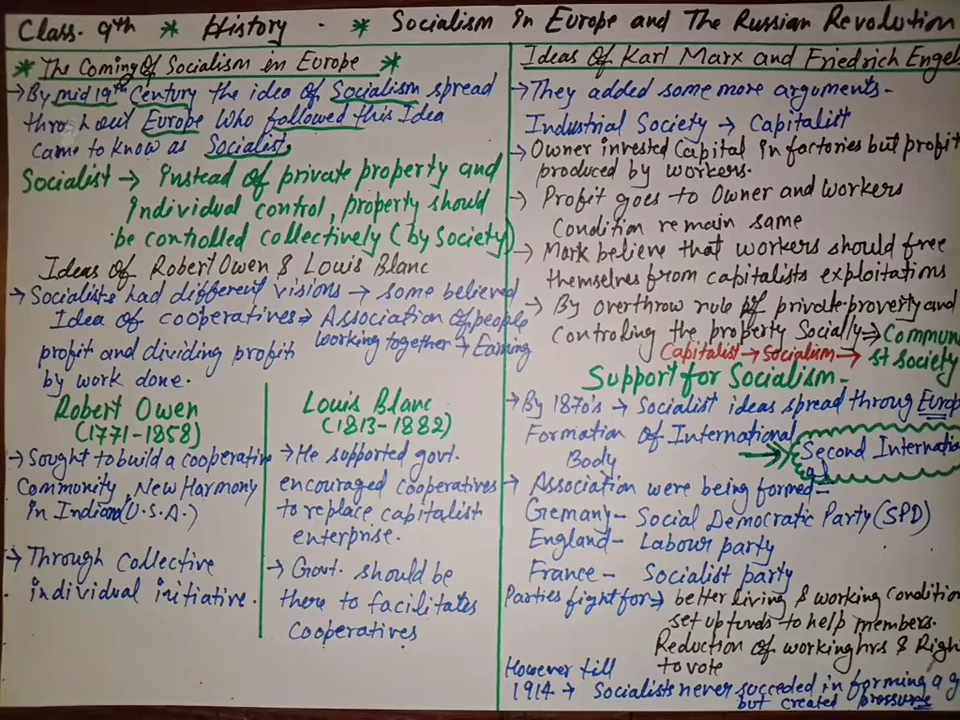 Class. 9th * History * Socialism in Europe and The Russian Revolution
* The Coming Of Socialism in Europe *
→ By mid 19th Century the idea of Socialism spread
throughout Europe who followed this Idea
came to know as Socialist.
Socialist → instead of private property and
individual control, property should
be controlled collectively (by Society)
Ideas Of Robert Owen & Louis Blanc
→ Socialists had different visions → some believed
Idea of cooperatives → Association of people
working together → Earning
profit and dividing profit
by work done.
Robert Owen
(1771-1858)
→ Sought to build a cooperative
Community, New Harmony
in Indiana (U.S.A.)
→ Through collective
individual initiative.
Louis Blanc
(1813-1882)
→ He supported govt.
encouraged cooperatives
to replace capitalist
enterprise.
→ Govt. should be
there to facilitates
Cooperatives
Ideas Of Karl Marx and Friedrich Engel
→ They added some more arguments-
Industrial Society → Capitalist
→ Owner invested Capital in factories but profit
produced by workers.
→ Profit goes to Owner and workers
Condition remain same
→ Mark believe that workers should free
themselves from capitalists exploitations
→ By overthrow rule of private proverty and
controling the property Socially → Commun
st society
Capitalist → Socialism →
Support for Socialism-
→ By 1870's → Socialist ideas spread throug Europ
Formation Of International
Body
Second Internatio
→ Association were being formed-
Gemany- Social Democratic Party (SPD)
England- Labour party
France- Socialist party
Parties fight for → better living & working condition
set up funds to help members.
Reduction of working hrs & Righ
to vote
However till
1914 → Socialists never succeded in forming a g
but created pressure